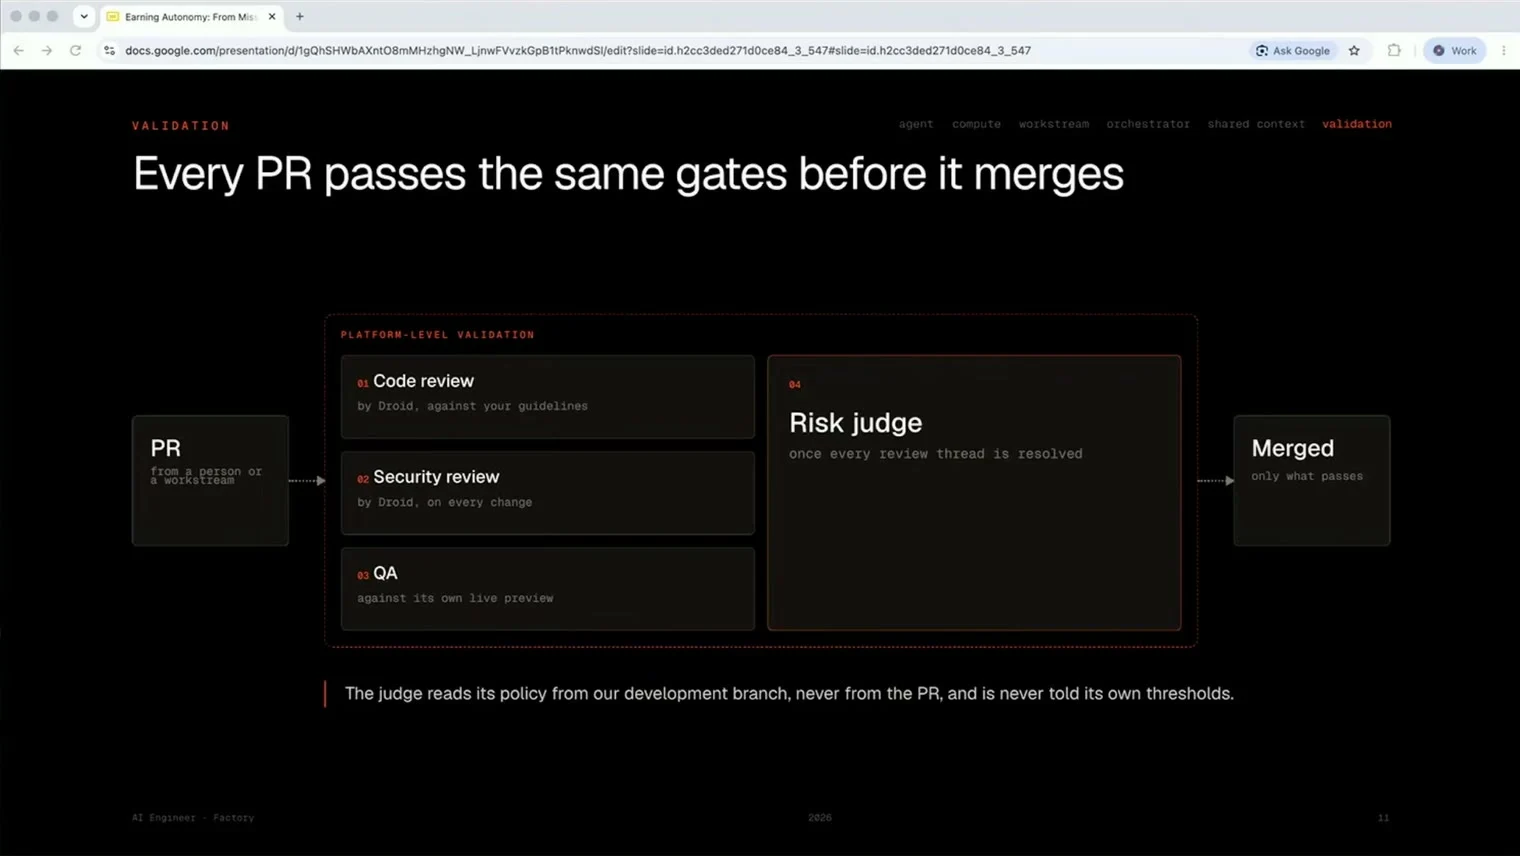 Earning Autonomy: From Miss
docs.google.com/presentation/d/1gQhSHWbAXntO8mMHzhgNW_LjnwFVvzkGpB1tPknwdSI/edit?slide=id.h2cc3ded271d0ce84_3_547#slide=id.h2cc3ded271d0ce84_3_547
Ask Google
Work
VALIDATION
agent compute workstream orchestrator shared context validation
Every PR passes the same gates before it merges
PLATFORM-LEVEL VALIDATION
PR
from a person or
a workstream
01 Code review
by Droid, against your guidelines
02 Security review
by Droid, on every change
03 QA
against its own live preview
04
Risk judge
once every review thread is resolved
Merged
only what passes
The judge reads its policy from our development branch, never from the PR, and is never told its own thresholds.
AI Engineer - Factory
2026
11